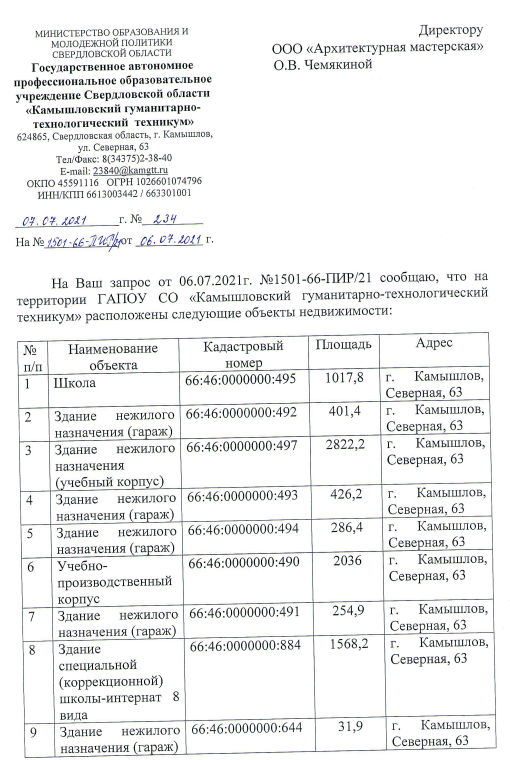 МИНИСТЕРСТВО ОБРАЗОВАНИЯ И
МОЛОДЕЖНОЙ ПОЛИТИКИ
СВЕРДЛОВСКОЙ ОБЛАСТИ
Государственное автономное
профессиональное образовательное
учреждение Свердловской области
«Камышловский гуманитарно-
технологический техникум»
624865, Свердловская область, г. Камышлов,
ул. Северная, 63
Тел/Факс: 8(34375)2-38-40
E-mail: 23840@kamgtt.ru
ОКПО 45591116 ОГРН 1026601074796
ИНН/КПП 6613003442 / 663301001
07.07.2021 г. № 234
На № 1501-66-ПИР/21 от 06.07.2021 г.
Директору
ООО «Архитектурная мастерская»
О.В. Чемякиной
На Ваш запрос от 06.07.2021г. №1501-66-ПИР/21 сообщаю, что на
территории ГАПОУ СО «Камышловский гуманитарно-технологический
техникум» расположены следующие объекты недвижимости:
№ Наименование Кадастровый Площадь Адрес
п/п объекта номер
1 Школа 66:46:0000000:495 1017,8 г. Камышлов,
Северная, 63
2 Здание нежилого 66:46:0000000:492 401,4 г. Камышлов,
назначения (гараж) Северная, 63
3 Здание нежилого 66:46:0000000:497 2822,2 г. Камышлов,
назначения Северная, 63
(учебный корпус)
4 Здание нежилого 66:46:0000000:493 426,2 г. Камышлов,
назначения (гараж) Северная, 63
5 Здание нежилого 66:46:0000000:494 286,4 г. Камышлов,
назначения (гараж) Северная, 63
6 Учебно- 66:46:0000000:490 2036 г. Камышлов,
производственный Северная, 63
корпус
7 Здание нежилого 66:46:0000000:491 254,9 г. Камышлов,
назначения (гараж) Северная, 63
8 Здание 66:46:0000000:884 1568,2 г. Камышлов,
специальной Северная, 63
(коррекционной)
школы-интернат 8
вида
9 Здание нежилого 66:46:0000000:644 31,9 г. Камышлов,
назначения (гараж) Северная, 63